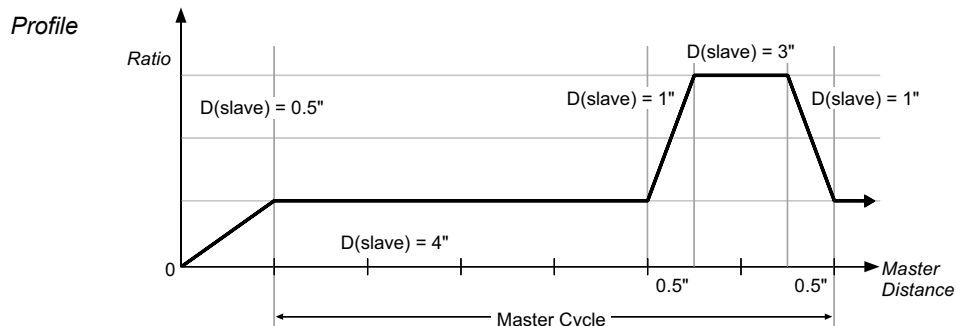 Profile
Ratio
D(slave) = 3"
D(slave) = 0.5"
D(slave) = 1"
D(slave) = 1"
D(slave) = 4"
0
0.5"
0.5"
Master
Distance
Master Cycle